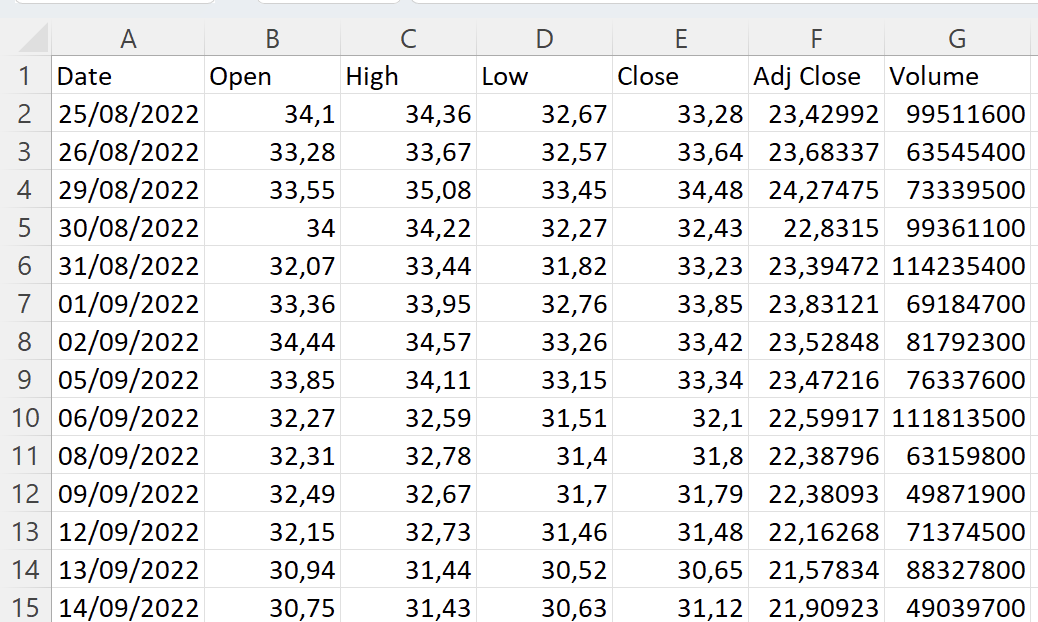 A B C D E F G
1 Date Open High Low Close Adj Close Volume
2 25/08/2022 34,1 34,36 32,67 33,28 23,42992 99511600
3 26/08/2022 33,28 33,67 32,57 33,64 23,68337 63545400
4 29/08/2022 33,55 35,08 33,45 34,48 24,27475 73339500
5 30/08/2022 34 34,22 32,27 32,43 22,8315 99361100
6 31/08/2022 32,07 33,44 31,82 33,23 23,39472 114235400
7 01/09/2022 33,36 33,95 32,76 33,85 23,83121 69184700
8 02/09/2022 34,44 34,57 33,26 33,42 23,52848 81792300
9 05/09/2022 33,85 34,11 33,15 33,34 23,47216 76337600
10 06/09/2022 32,27 32,59 31,51 32,1 22,59917 111813500
11 08/09/2022 32,31 32,78 31,4 31,8 22,38796 63159800
12 09/09/2022 32,49 32,67 31,7 31,79 22,38093 49871900
13 12/09/2022 32,15 32,73 31,46 31,48 22,16268 71374500
14 13/09/2022 30,94 31,44 30,52 30,65 21,57834 88327800
15 14/09/2022 30,75 31,43 30,63 31,12 21,90923 49039700